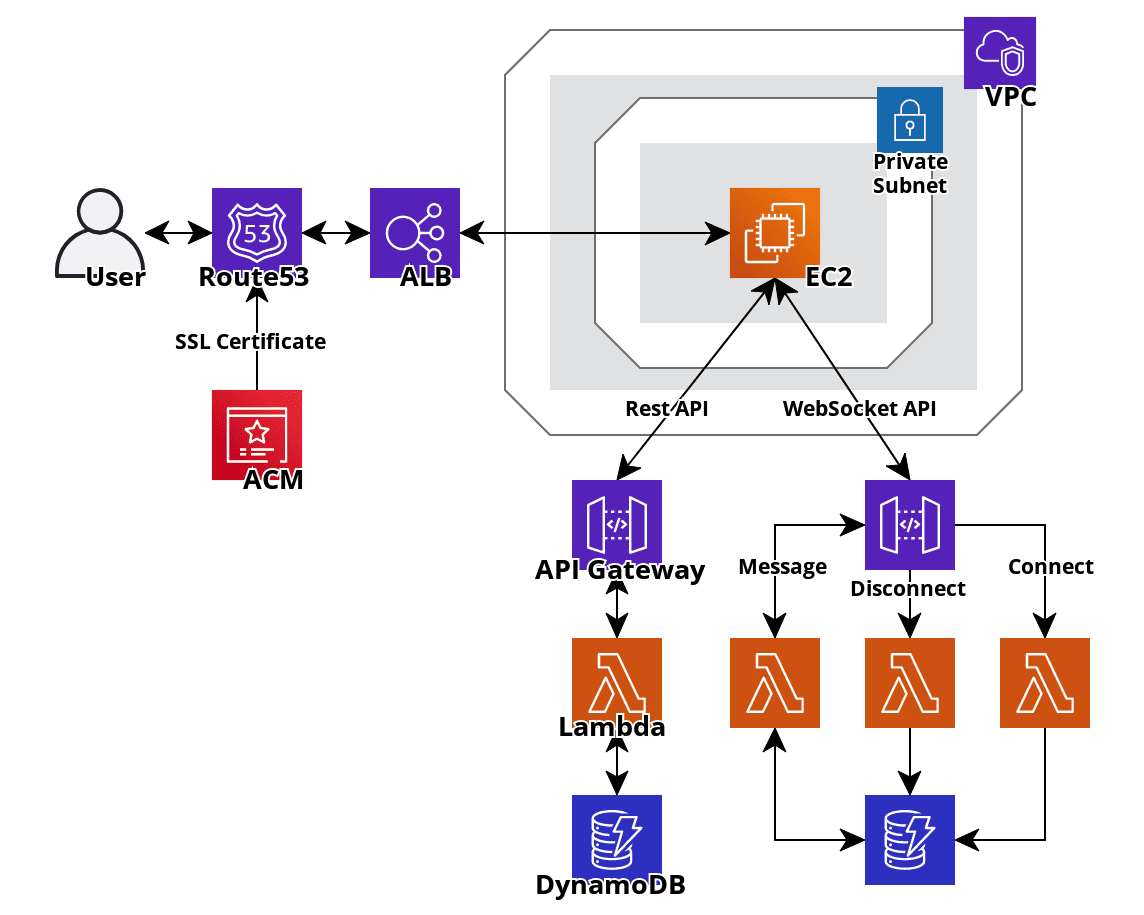 VPC
Private
Subnet
53
User
Route53
ALB
EC2
SSL Certificate
Rest API
WebSocket API
ACM
</>
</>
API Gateway
Message
Disconnect
Connect
Lambda
DynamoDB